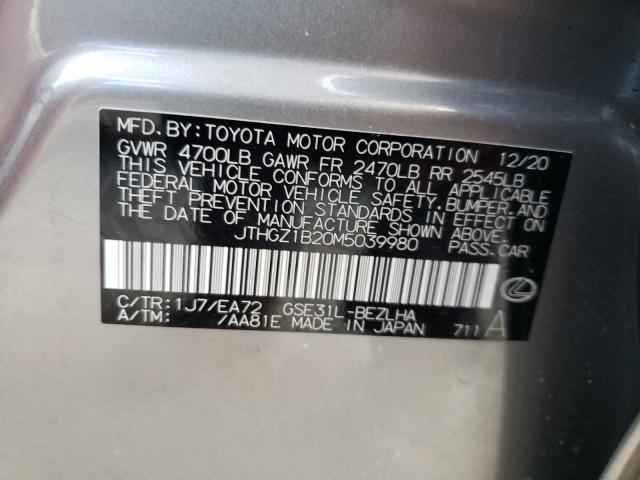 MFD. BY: TOYOTA MOTOR CORPORATION 12/20
GVWR 4700LB GAWR FR 2470LB RR 2545LB
THIS VEHICLE CONFORMS TO ALL APPLICABLE
FEDERAL MOTOR VEHICLE SAFETY, BUMPER, AND
THEFT PREVENTION STANDARDS IN EFFECT ON
THE DATE OF MANUFACTURE SHOWN ABOVE.
JTHGZ1B20M5039980 PASS. CAR
C/TR: 1J7/EA72 GSE31L-BEZLHA
A/TM: /AA81E MADE IN JAPAN 711 A